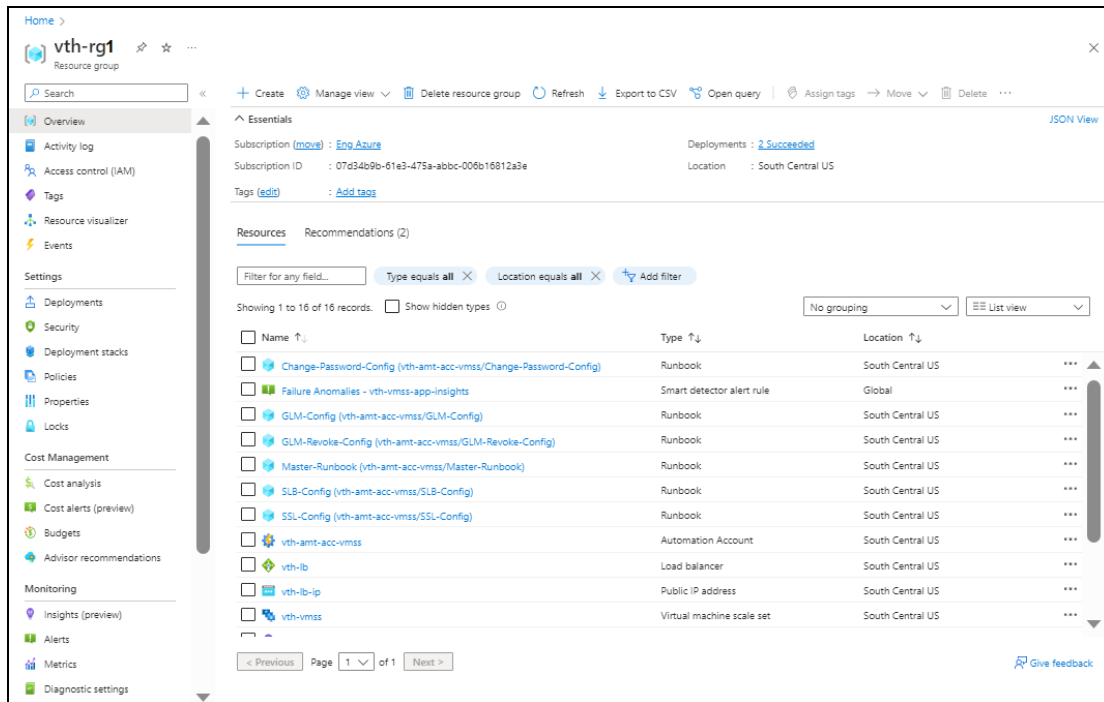 Home >
vth-rg1
Resource group
Search
Create Manage view Delete resource group Refresh Export to CSV Open query Assign tags Move Delete
Overview
Activity log
Access control (IAM)
Tags
Resource visualizer
Events
Settings
Deployments
Security
Deployment stacks
Policies
Properties
Locks
Cost Management
Cost analysis
Cost alerts (preview)
Budgets
Advisor recommendations
Monitoring
Insights (preview)
Alerts
Metrics
Diagnostic settings
Essentials JSON View
Subscription (move) : Eng Azure Deployments : 2 Succeeded
Subscription ID : 07d34b9b-61e3-475a-abbc-006b16812a3e Location : South Central US
Tags (edit) : Add tags
Resources Recommendations (2)
Filter for any field... Type equals all Location equals all Add filter
Showing 1 to 16 of 16 records. Show hidden types No grouping List view
Name Type Location
Change-Password-Config (vth-amt-acc-vmss/Change-Password-Config) Runbook South Central US
Failure Anomalies - vth-vmss-app-insights Smart detector alert rule Global
GLM-Config (vth-amt-acc-vmss/GLM-Config) Runbook South Central US
GLM-Revoke-Config (vth-amt-acc-vmss/GLM-Revoke-Config) Runbook South Central US
Master-Runbook (vth-amt-acc-vmss/Master-Runbook) Runbook South Central US
SLB-Config (vth-amt-acc-vmss/SLB-Config) Runbook South Central US
SSL-Config (vth-amt-acc-vmss/SSL-Config) Runbook South Central US
vth-amt-acc-vmss Automation Account South Central US
vth-lb Load balancer South Central US
vth-lb-ip Public IP address South Central US
vth-vmss Virtual machine scale set South Central US
< Previous Page 1 of 1 Next >
Give feedback